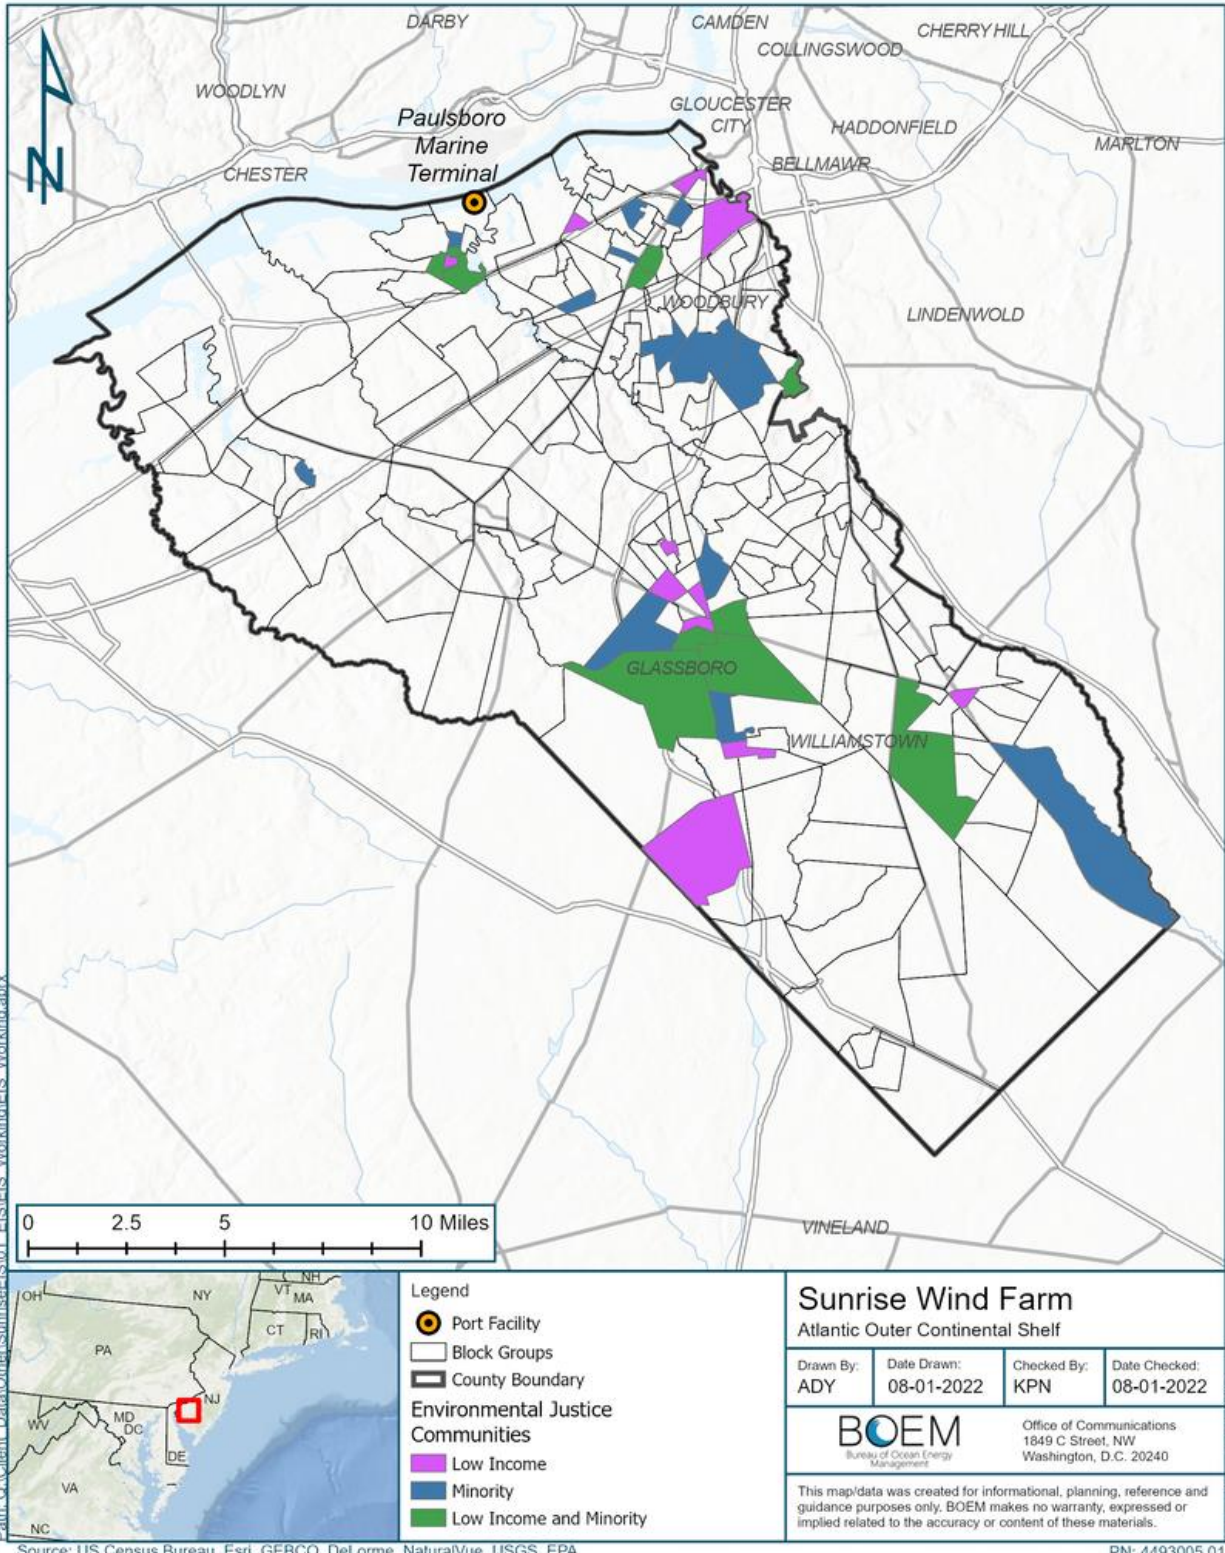 DARBY
CAMDEN
CHERRY HILL
COLLINGSWOOD
WOODLYN
GLOUCESTER
CITY
Paulsboro
Marine
Terminal
HADDONFIELD
MARLTON
BELLMAWR
CHESTER
N
WOODBURY
LINDENWOLD
GLASSBORO
WILLIAMSTOWN
VINELAND
0 2.5 5 10 Miles
OH
NY
VT
NH
MA
CT
RI
PA
NJ
MD
DC
WV
DE
VA
NC
Legend
Port Facility
Block Groups
County Boundary
Environmental Justice
Communities
Low Income
Minority
Low Income and Minority
Sunrise Wind Farm
Atlantic Outer Continental Shelf
Drawn By:
ADY
Date Drawn:
08-01-2022
Checked By:
KPN
Date Checked:
08-01-2022
BOEM
Bureau of Ocean Energy
Management
Office of Communications
1849 C Street, NW
Washington, D.C. 20240
This map/data was created for informational, planning, reference and
guidance purposes only. BOEM makes no warranty, expressed or
implied related to the accuracy or content of these materials.
Source: US Census Bureau, Esri, GEBCO, DeLorme, NaturalVue, USGS, EPA
PN: 4493005.01